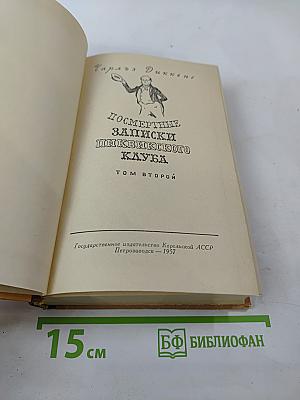 Чарльз Диккенс
ПОСМЕРТНЫЕ
ЗАПИСКИ
ПИКВИКСКОГО
КЛУБА
ТОМ ВТОРОЙ
Государственное издательство Карельской АССР
Петрозаводск — 1957
15 см
БФ БИБЛИОФАН